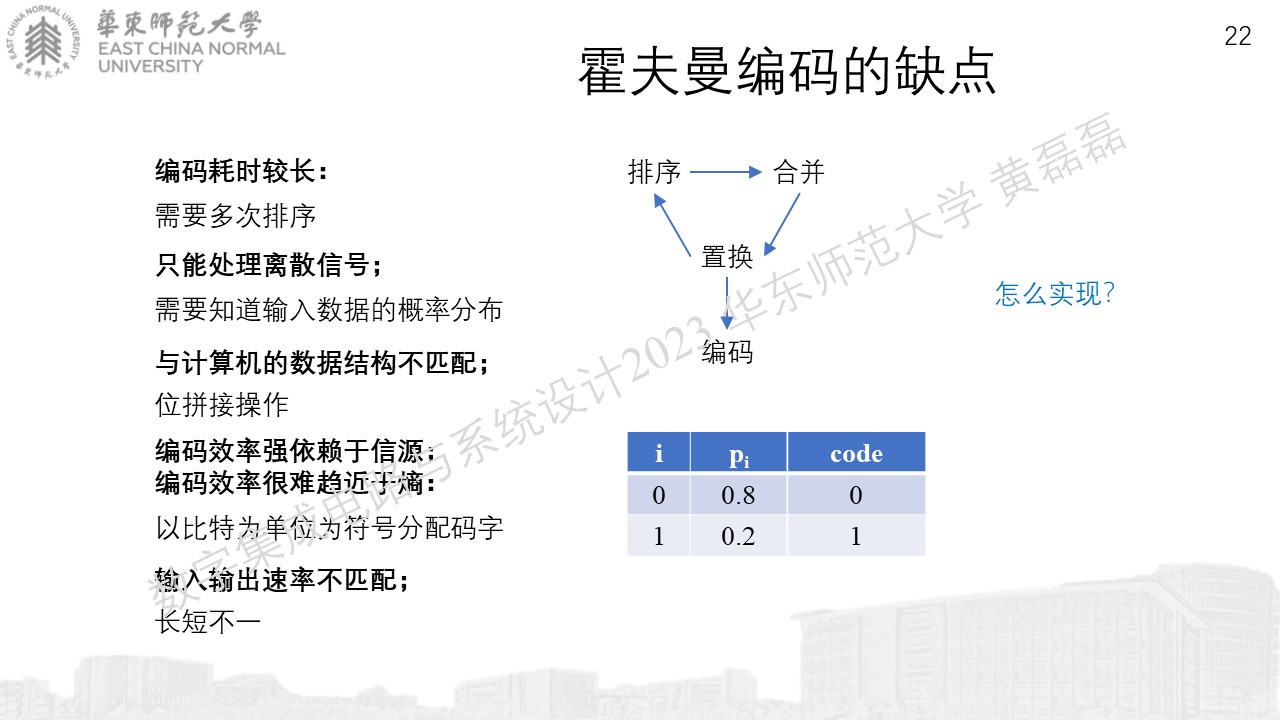 華東師範大學
EAST CHINA NORMAL
UNIVERSITY
EAST CHINA NORMAL UNIVERSITY
華東師範大學
22
霍夫曼编码的缺点
编码耗时较长：
需要多次排序
只能处理离散信号；
需要知道输入数据的概率分布
与计算机的数据结构不匹配；
位拼接操作
编码效率强依赖于信源；
编码效率很难趋近于熵：
以比特为单位为符号分配码字
输入输出速率不匹配；
长短不一
排序
合并
置换
编码
怎么实现？
i pi code
0 0.8 0
1 0.2 1
数字集成电路与系统设计2023 华东师范大学 黄磊磊